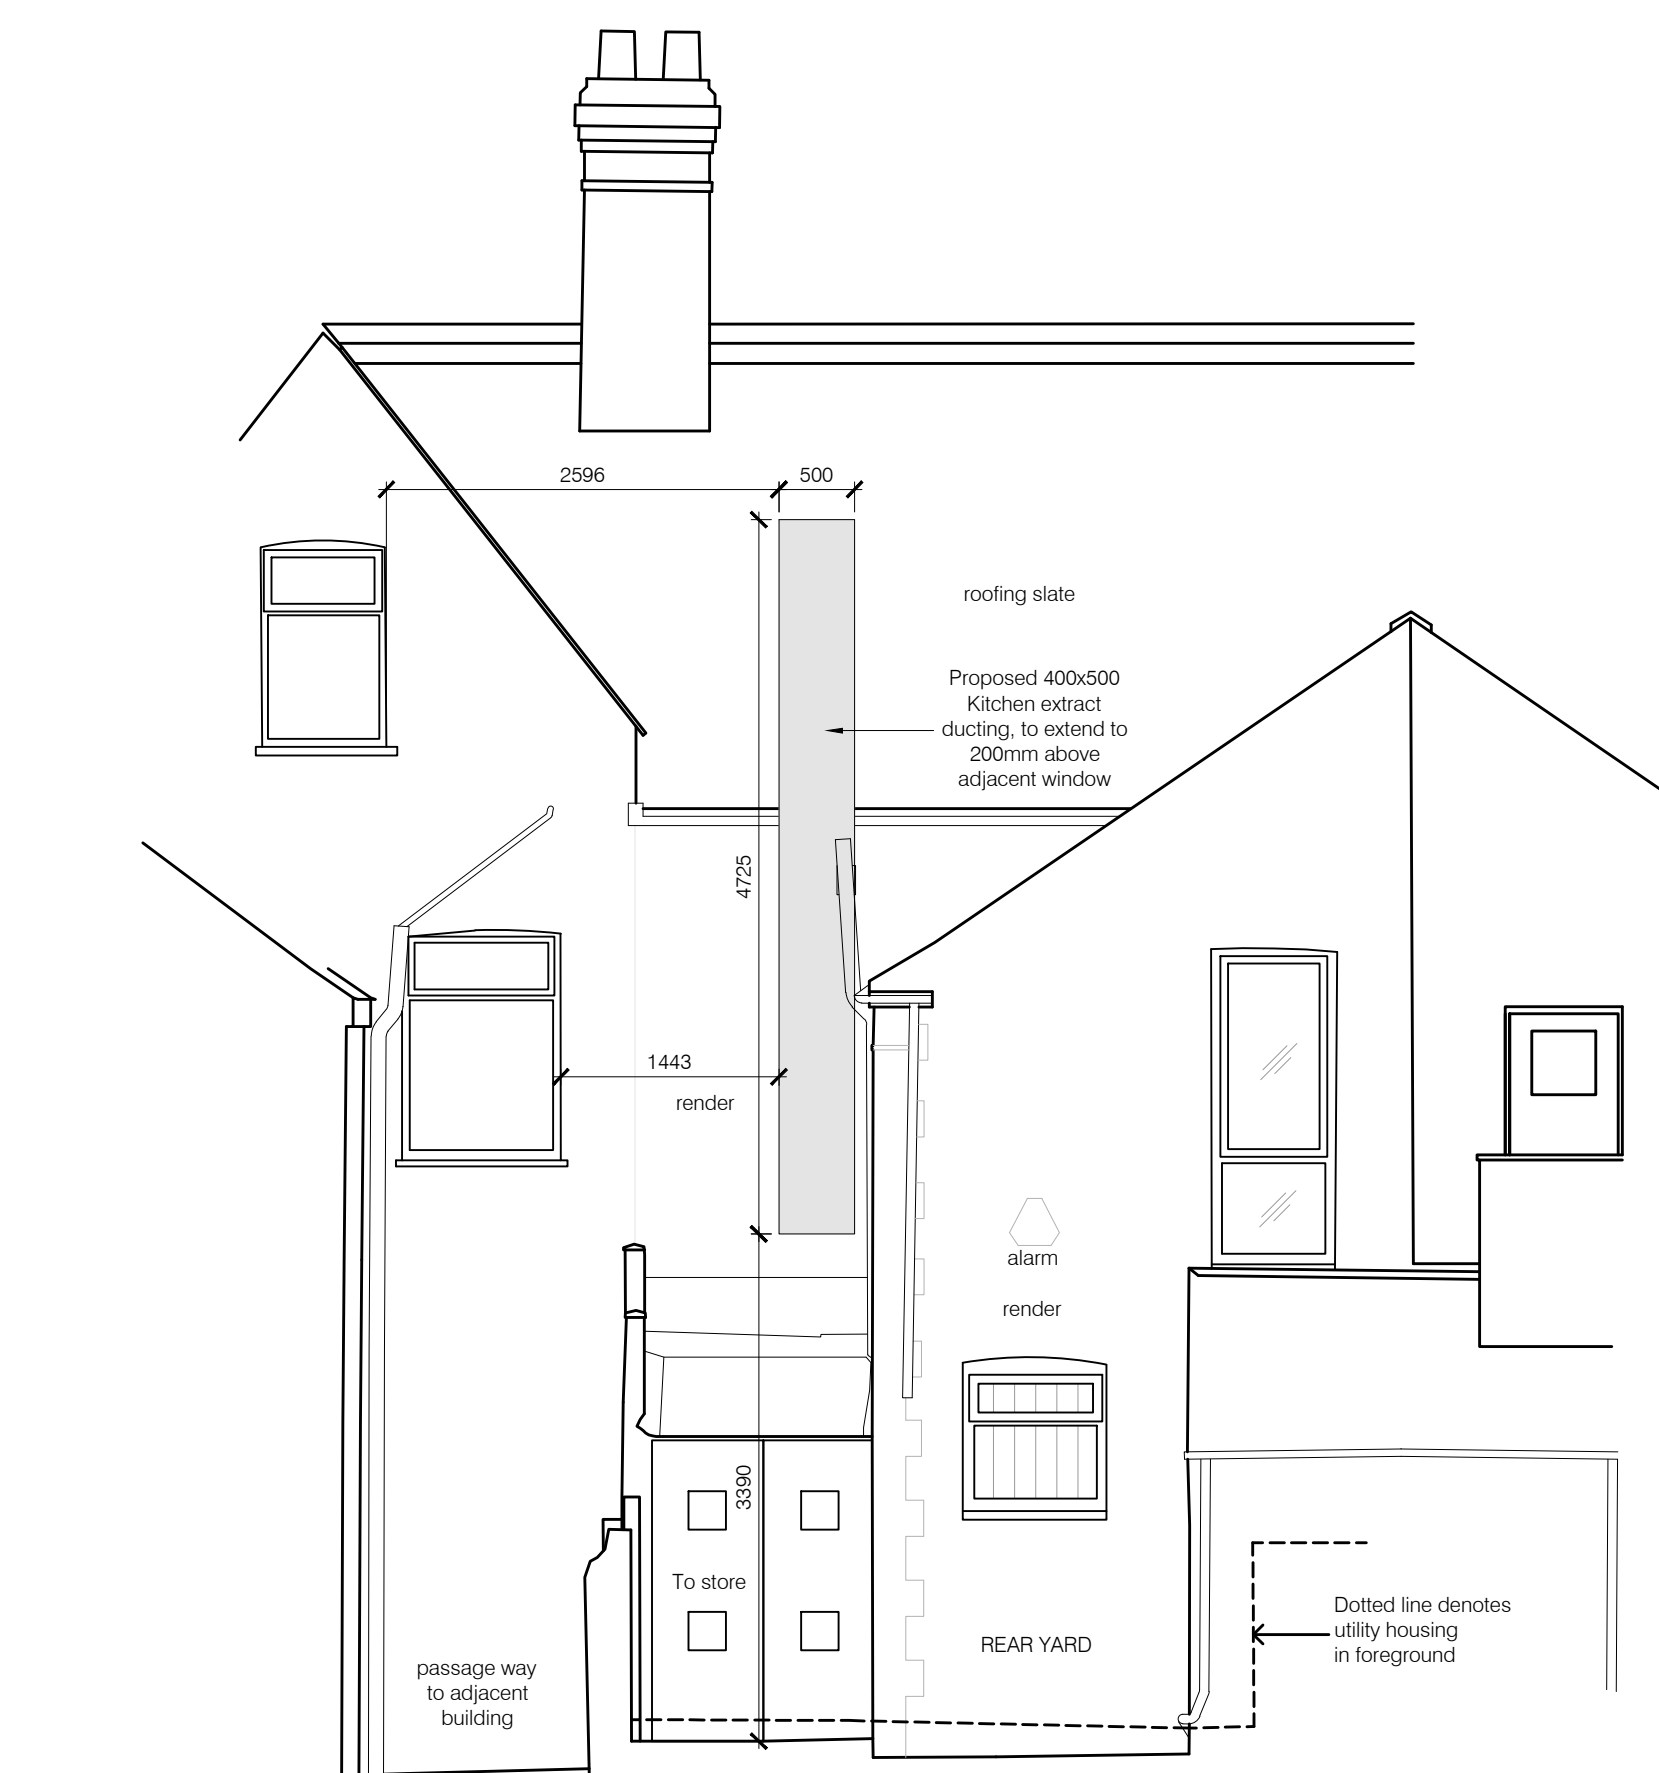 2596
500
roofing slate
Proposed 400x500
Kitchen extract
ducting, to extend to
200mm above
adjacent window
4725
1443
render
alarm
render
3390
To store
Dotted line denotes
utility housing
in foreground
REAR YARD
passage way
to adjacent
building